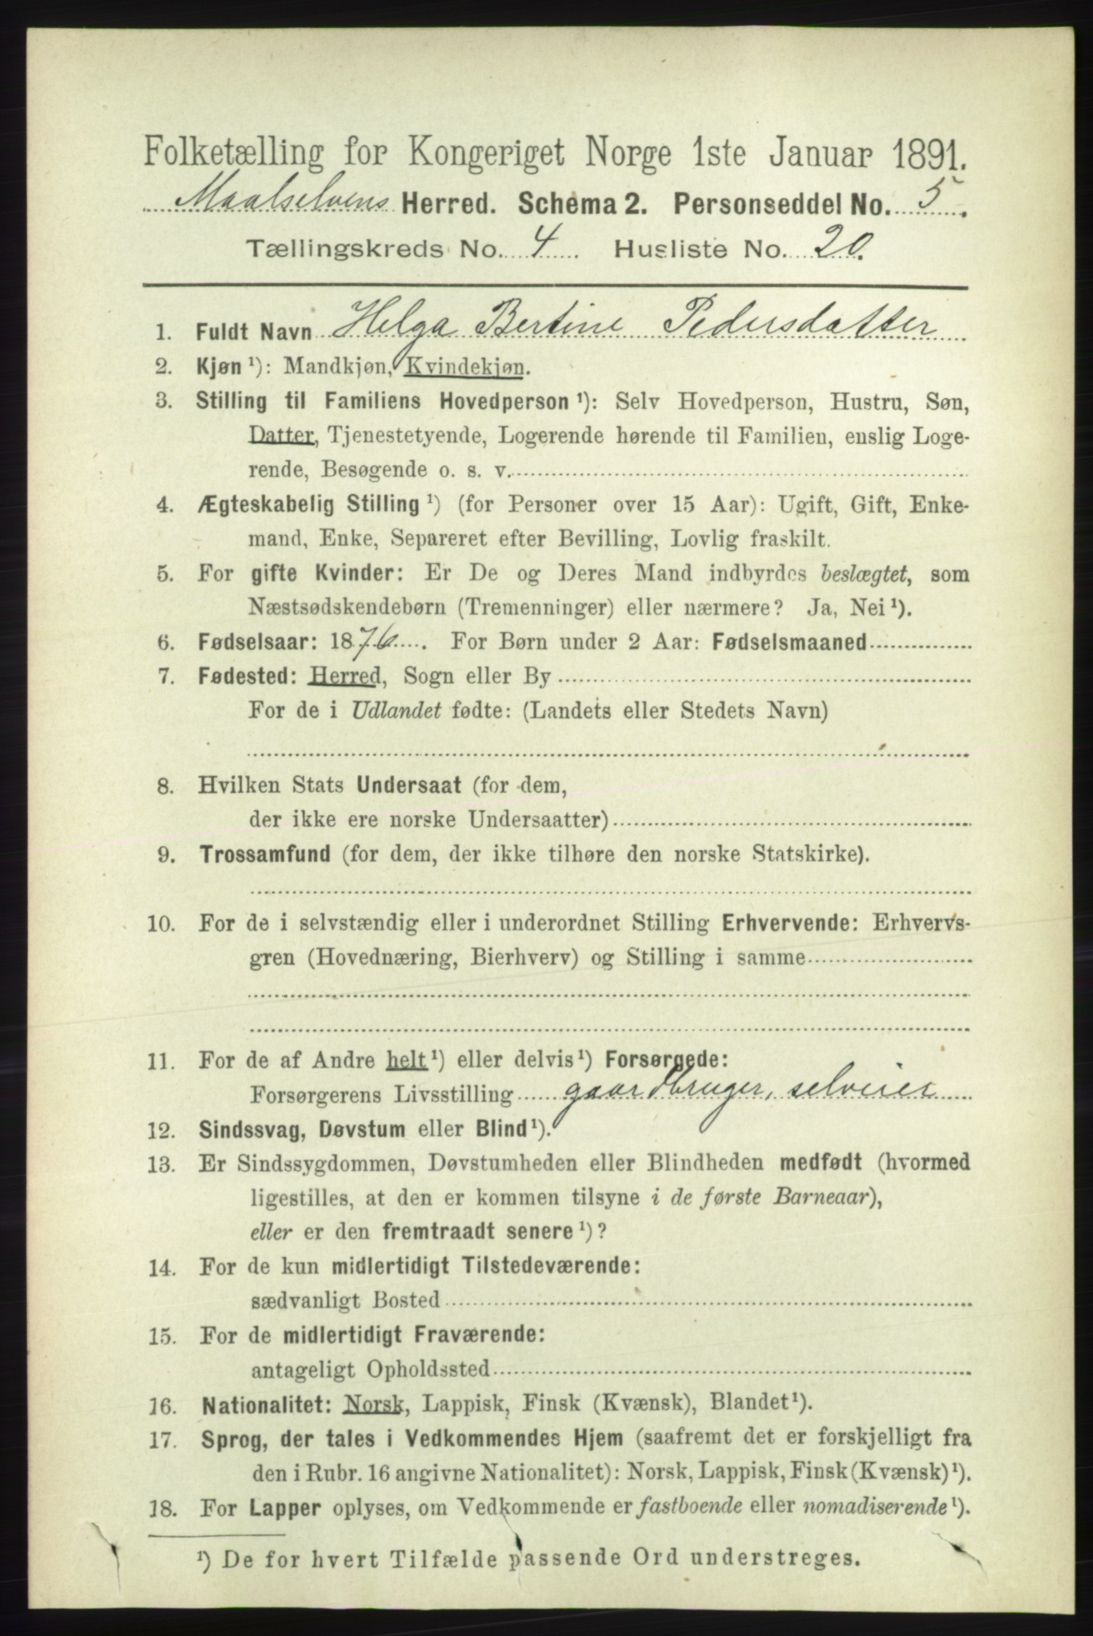 Folketælling for Kongeriget Norge 1ste Januar 1891.
Maalselvens Herred. Schema 2. Personseddel No. 5.
Tællingskreds No. 4. Husliste No. 20.
1. Fuldt Navn Helga Bertine Pedersdatter
2. Kjøn ¹): Mandkjøn, Kvindekjøn.
3. Stilling til Familiens Hovedperson ¹): Selv Hovedperson, Hustru, Søn,
Datter, Tjenestetyende, Logerende hørende til Familien, enslig Loge-
rende, Besøgende o. s. v.
4. Ægteskabelig Stilling ¹) (for Personer over 15 Aar): Ugift, Gift, Enke-
mand, Enke, Separeret efter Bevilling, Lovlig fraskilt.
5. For gifte Kvinder: Er De og Deres Mand indbyrdes beslægtet, som
Næstsødskendebørn (Tremenninger) eller nærmere? Ja, Nei ¹).
6. Fødselsaar: 1876. For Børn under 2 Aar: Fødselsmaaned
7. Fødested: Herred, Sogn eller By
For de i Udlandet fødte: (Landets eller Stedets Navn)
8. Hvilken Stats Undersaat (for dem,
der ikke ere norske Undersaatter)
9. Trossamfund (for dem, der ikke tilhøre den norske Statskirke).
10. For de i selvstændig eller i underordnet Stilling Erhvervende: Erhvervs-
gren (Hovednæring, Bierhverv) og Stilling i samme
11. For de af Andre helt ¹) eller delvis ¹) Forsørgede:
Forsørgerens Livsstilling gaardbruger, selveier
12. Sindssvag, Døvstum eller Blind ¹).
13. Er Sindssygdommen, Døvstumheden eller Blindheden medfødt (hvormed
ligestilles, at den er kommen tilsyne i de første Barneaar),
eller er den fremtraadt senere ¹)?
14. For de kun midlertidigt Tilstedeværende:
sædvanligt Bosted
15. For de midlertidigt Fraværende:
antageligt Opholdssted
16. Nationalitet: Norsk, Lappisk, Finsk (Kvænsk), Blandet ¹).
17. Sprog, der tales i Vedkommendes Hjem (saafremt det er forskjelligt fra
den i Rubr. 16 angivne Nationalitet): Norsk, Lappisk, Finsk (Kvænsk) ¹).
18. For Lapper oplyses, om Vedkommende er fastboende eller nomadiserende ¹).
¹) De for hvert Tilfælde passende Ord understreges.